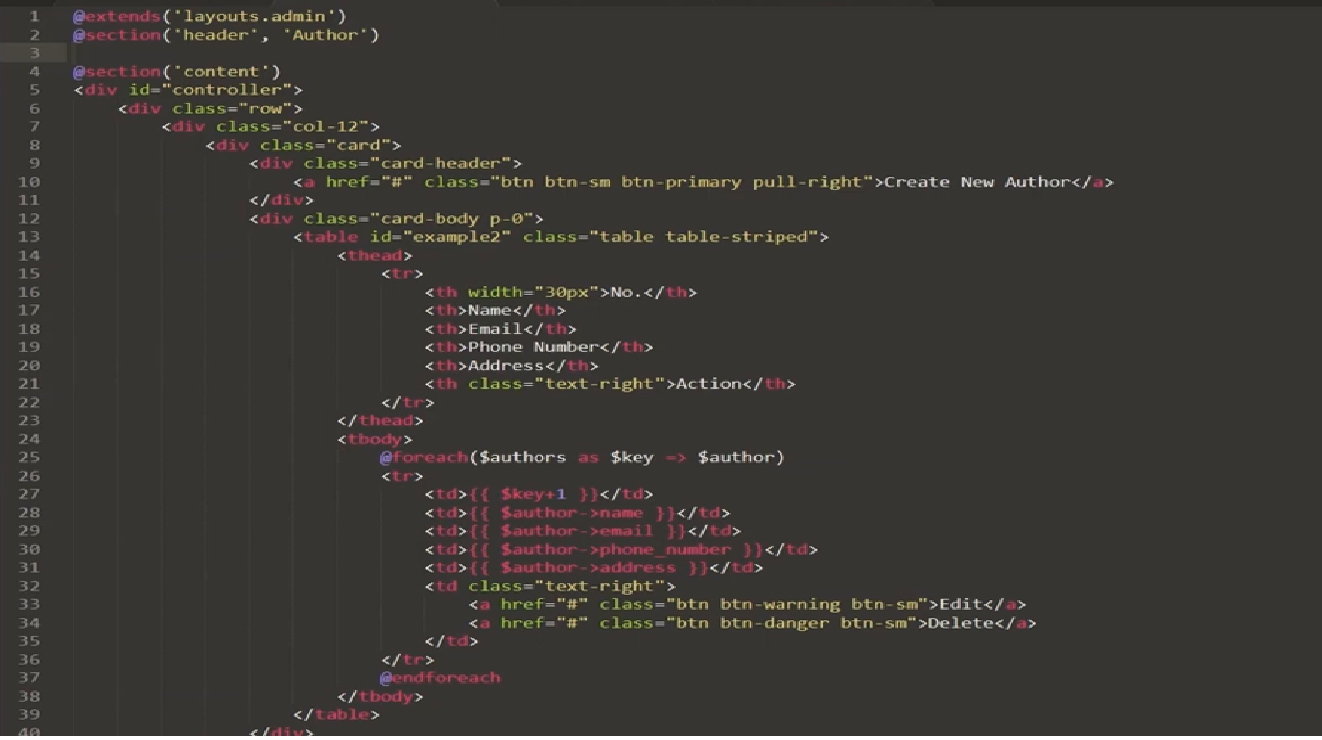 1 @extends('layouts.admin')
2 @section('header', 'Author')
3
4 @section('content')
5 <div id="controller">
6     <div class="row">
7         <div class="col-12">
8             <div class="card">
9                 <div class="card-header">
10                     <a href="#" class="btn btn-sm btn-primary pull-right">Create New Author</a>
11                 </div>
12                 <div class="card-body p-0">
13                     <table id="example2" class="table table-striped">
14                         <thead>
15                             <tr>
16                                 <th width="30px">No.</th>
17                                 <th>Name</th>
18                                 <th>Email</th>
19                                 <th>Phone Number</th>
20                                 <th>Address</th>
21                                 <th class="text-right">Action</th>
22                             </tr>
23                         </thead>
24                         <tbody>
25                             @foreach($authors as $key => $author)
26                             <tr>
27                                 <td>{{ $key+1 }}</td>
28                                 <td>{{ $author->name }}</td>
29                                 <td>{{ $author->email }}</td>
30                                 <td>{{ $author->phone_number }}</td>
31                                 <td>{{ $author->address }}</td>
32                                 <td class="text-right">
33                                     <a href="#" class="btn btn-warning btn-sm">Edit</a>
34                                     <a href="#" class="btn btn-danger btn-sm">Delete</a>
35                                 </td>
36                             </tr>
37                             @endforeach
38                         </tbody>
39                     </table>
40                 </div>